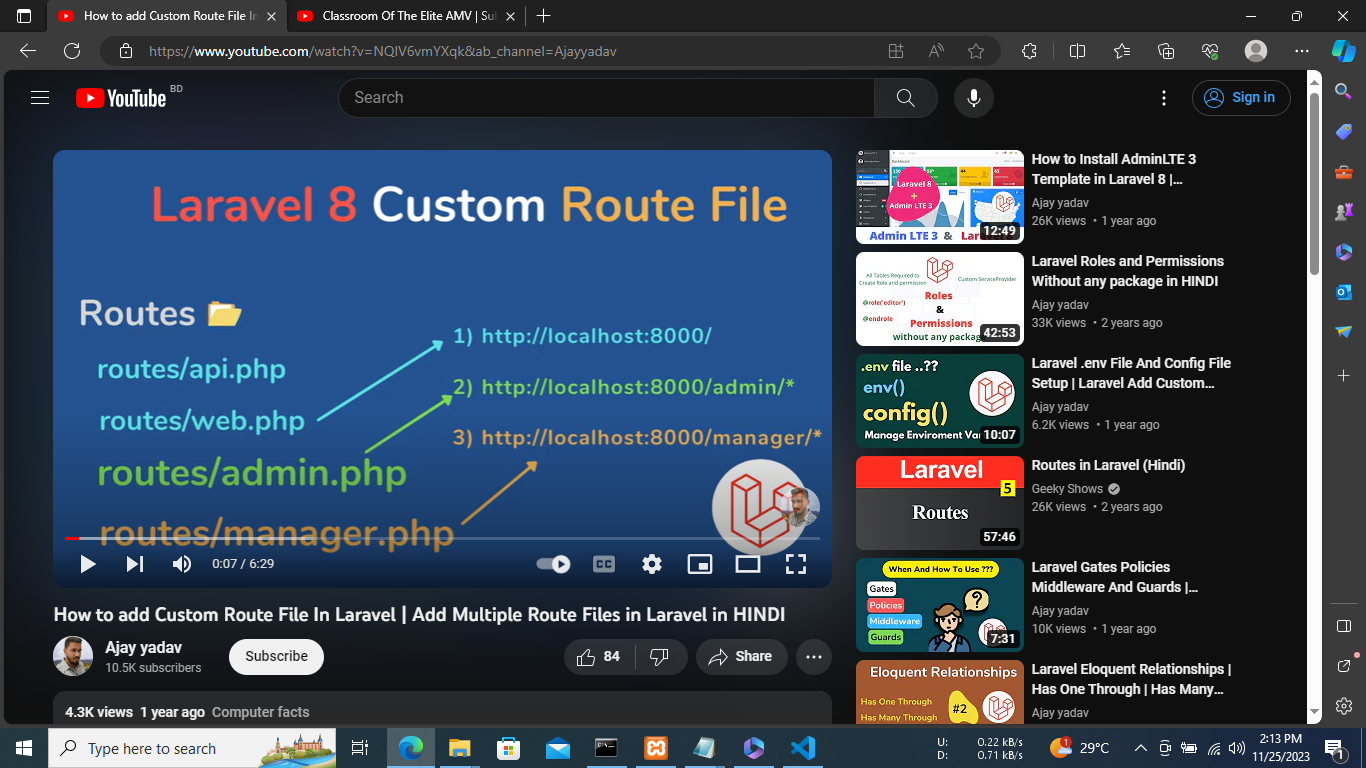 How to add Custom Route File In
Classroom Of The Elite AMV | Sul
https://www.youtube.com/watch?v=NQIV6vmYXqk&ab_channel=Ajayyadav
YouTube BD
Search
Sign in
Laravel 8 Custom Route File
Routes
routes/api.php
routes/web.php
routes/admin.php
routes/manager.php
1) http://localhost:8000/
2) http://localhost:8000/admin/*
3) http://localhost:8000/manager/*
0:07 / 6:29
CC
How to add Custom Route File In Laravel | Add Multiple Route Files in Laravel in HINDI
Ajay yadav
10.5K subscribers
Subscribe
84
Share
4.3K views 1 year ago Computer facts
Laravel 8
+
Admin LTE 3
Admin LTE 3 &
12:49
How to Install AdminLTE 3
Template in Laravel 8 |...
Ajay yadav
26K views • 1 year ago
All Tables Required to
Create Role and permission
Custom ServiceProvider
@role('editor')
@endrole
Roles
&
Permissions
without any packag
42:53
Laravel Roles and Permissions
Without any package in HINDI
Ajay yadav
33K views • 2 years ago
.env file ..??
env()
config()
Manage Enviroment Var
10:07
Laravel .env File And Config File
Setup | Laravel Add Custom...
Ajay yadav
6.2K views • 1 year ago
Laravel
5
Routes
57:46
Routes in Laravel (Hindi)
Geeky Shows
26K views • 2 years ago
When And How To Use ???
Gates
Policies
Middleware
Guards
?
7:31
Laravel Gates Policies
Middleware And Guards |...
Ajay yadav
10K views • 1 year ago
Eloquent Relationships
Has One Through
Has Many Through
#2
Laravel Eloquent Relationships |
Has One Through | Has Many...
Ajay yadav
Type here to search
U: 0.22 kB/s
D: 0.71 kB/s
1
29°C
2:13 PM
11/25/2023
1